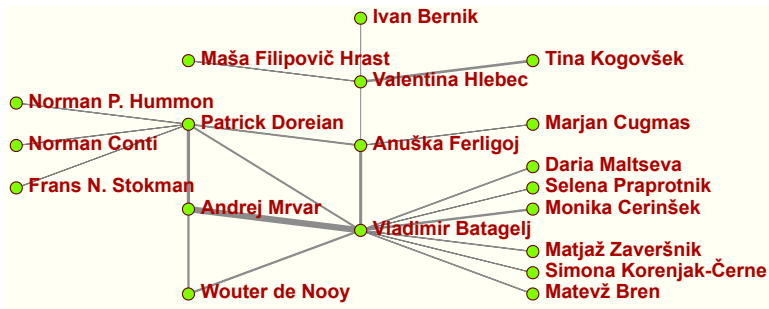 Ivan Bernik
Maša Filipovič Hrast
Tina Kogovšek
Valentina Hlebec
Norman P. Hummon
Patrick Doreian
Marjan Cugmas
Norman Conti
Anuška Ferligoj
Daria Maltseva
Frans N. Stokman
Selena Praprotnik
Andrej Mrvar
Monika Cerinšek
Vladimir Batagelj
Matjaž Zaveršnik
Simona Korenjak-Černe
Wouter de Nooy
Matevž Bren